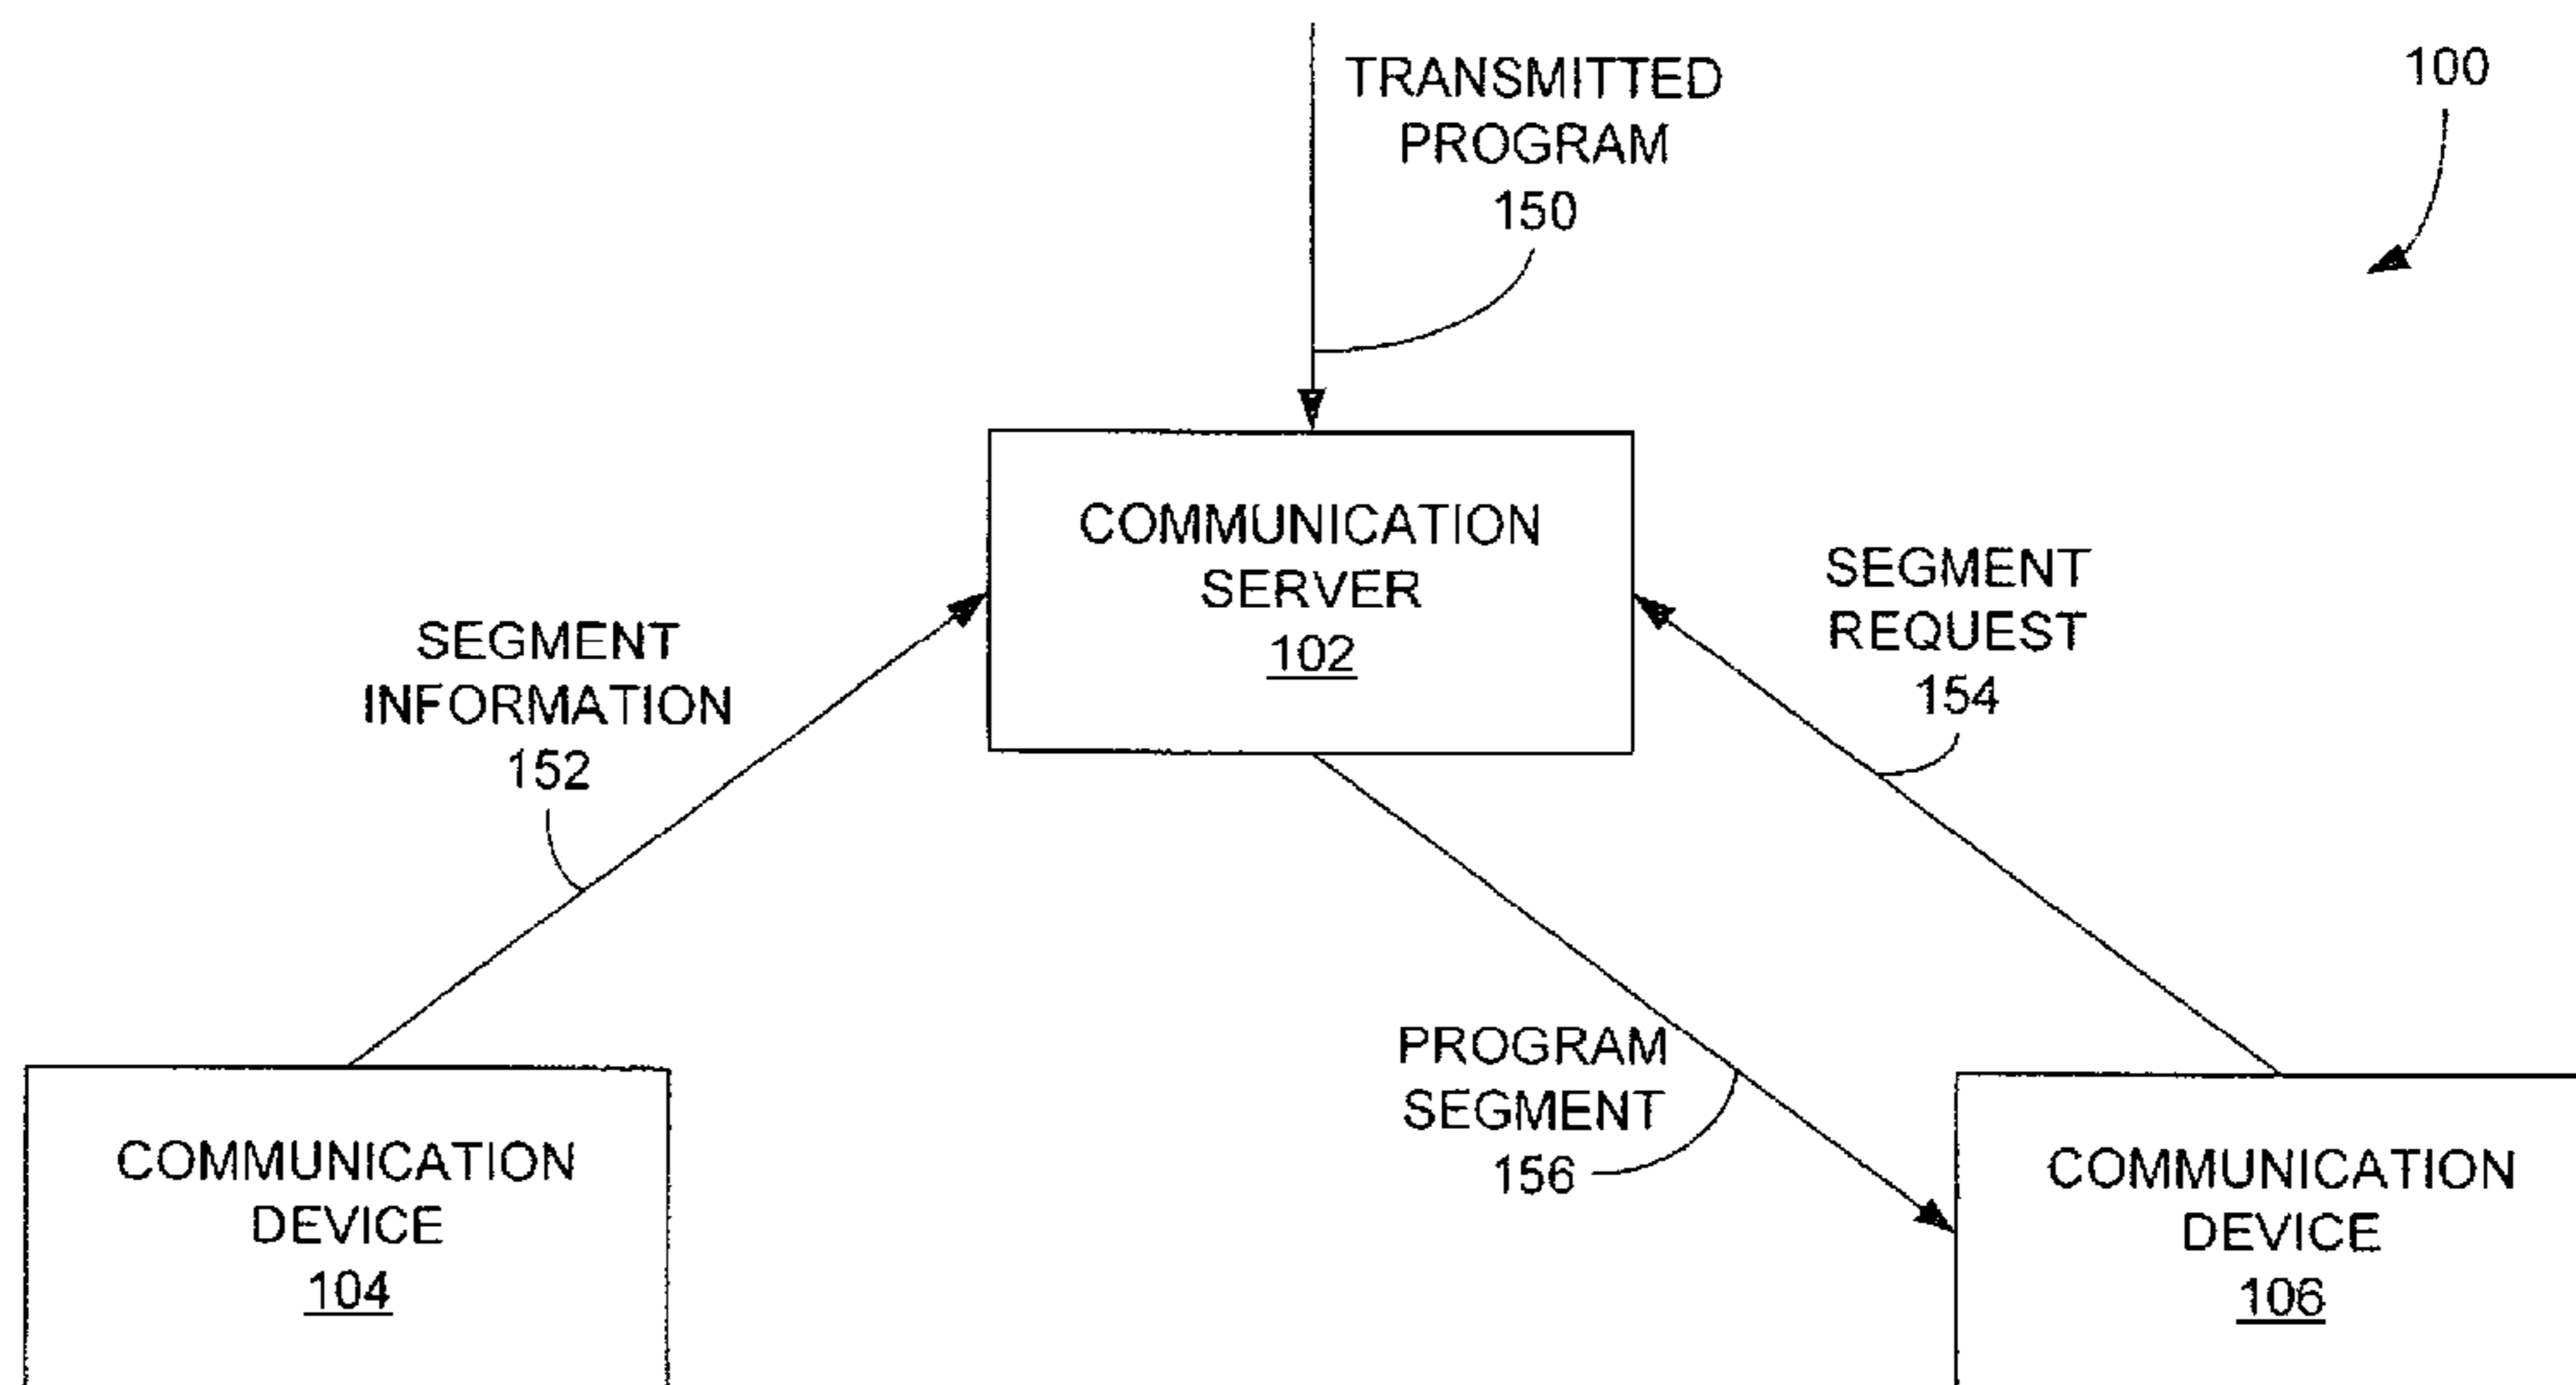 TRANSMITTED
PROGRAM
150
100
COMMUNICATION
SERVER
102
SEGMENT
REQUEST
154
SEGMENT
INFORMATION
152
PROGRAM
SEGMENT
156
COMMUNICATION
DEVICE
104
COMMUNICATION
DEVICE
106